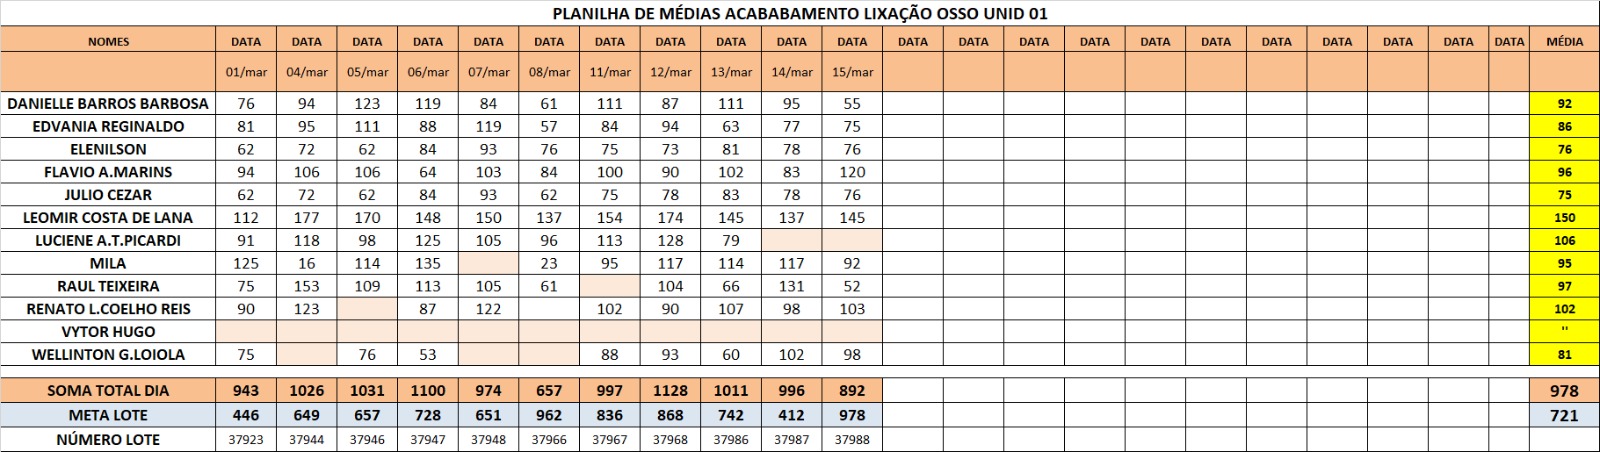 PLANILHA DE MÉDIAS ACABABAMENTO LIXAÇÃO OSSO UNID 01
NOMES DATA DATA DATA DATA DATA DATA DATA DATA DATA DATA DATA DATA DATA DATA DATA DATA DATA DATA DATA DATA DATA DATA MÉDIA
01/mar 04/mar 05/mar 06/mar 07/mar 08/mar 11/mar 12/mar 13/mar 14/mar 15/mar
DANIELLE BARROS BARBOSA 76 94 123 119 84 61 111 87 111 95 55 92
EDVANIA REGINALDO 81 95 111 88 119 57 84 94 63 77 75 86
ELENILSON 62 72 62 84 93 76 75 73 81 78 76 76
FLAVIO A.MARINS 94 106 106 64 103 84 100 90 102 83 120 96
JULIO CEZAR 62 72 62 84 93 62 75 78 83 78 76 75
LEOMIR COSTA DE LANA 112 177 170 148 150 137 154 174 145 137 145 150
LUCIENE A.T.PICARDI 91 118 98 125 105 96 113 128 79 106
MILA 125 16 114 135 23 95 117 114 117 92 95
RAUL TEIXEIRA 75 153 109 113 105 61 104 66 131 52 97
RENATO L.COELHO REIS 90 123 87 122 102 90 107 98 103 102
VYTOR HUGO ''
WELLINTON G.LOIOLA 75 76 53 88 93 60 102 98 81
SOMA TOTAL DIA 943 1026 1031 1100 974 657 997 1128 1011 996 892 978
META LOTE 446 649 657 728 651 962 836 868 742 412 978 721
NÚMERO LOTE 37923 37944 37946 37947 37948 37966 37967 37968 37986 37987 37988